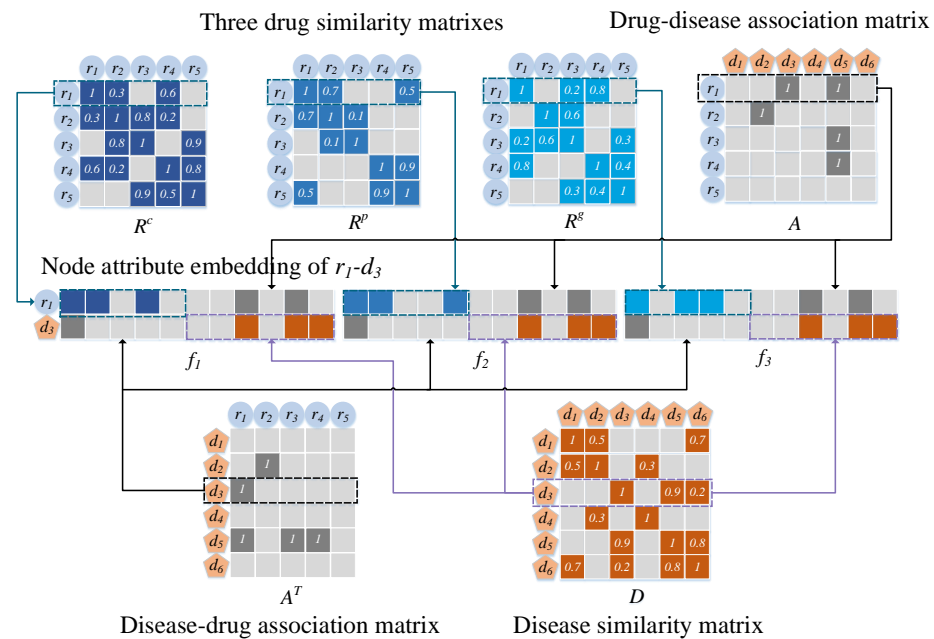 Three drug similarity matrixes
Drug-disease association matrix
r1 r2 r3 r4 r5
r1 1 0.3 0.6
r2 0.3 1 0.8 0.2
r3 0.8 1 0.9
r4 0.6 0.2 1 0.8
r5 0.9 0.5 1
R^c
r1 r2 r3 r4 r5
r1 1 0.7 0.5
r2 0.7 1 0.1
r3 0.1 1
r4 1 0.9
r5 0.5 0.9 1
R^p
r1 r2 r3 r4 r5
r1 1 0.2 0.8
r2 1 0.6
r3 0.2 0.6 1 0.3
r4 0.8 1 0.4
r5 0.3 0.4 1
R^g
d1 d2 d3 d4 d5 d6
r1 1 1
r2 1
r3 1
r4 1
r5
A
Node attribute embedding of r1-d3
r1
d3
f1
f2
f3
r1 r2 r3 r4 r5
d1
d2 1
d3 1
d4
d5 1 1 1
d6
A^T
Disease-drug association matrix
d1 d2 d3 d4 d5 d6
d1 1 0.5 0.7
d2 0.5 1 0.3
d3 1 0.9 0.2
d4 0.3 1
d5 0.9 1 0.8
d6 0.7 0.2 0.8 1
D
Disease similarity matrix